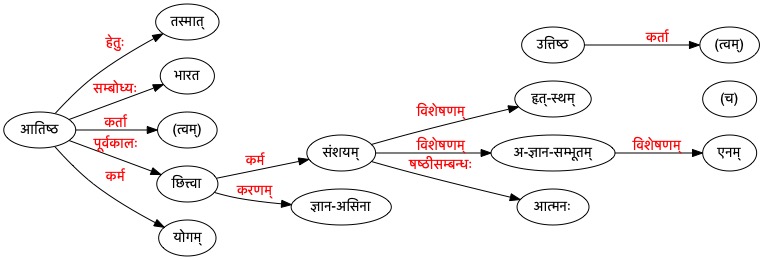 तस्मात्
हेतुः
उत्तिष्ठ
कर्ता
(त्वम्)
सम्बोध्यः
भारत
हृत्-स्थम्
(च)
विशेषणम्
आतिष्ठ
कर्ता
(त्वम्)
पूर्वकालः
संशयम्
विशेषणम्
अ-ज्ञान-सम्भूतम्
विशेषणम्
एनम्
कर्म
षष्ठीसम्बन्धः
कर्म
छित्त्वा
करणम्
ज्ञान-असिना
आत्मनः
योगम्